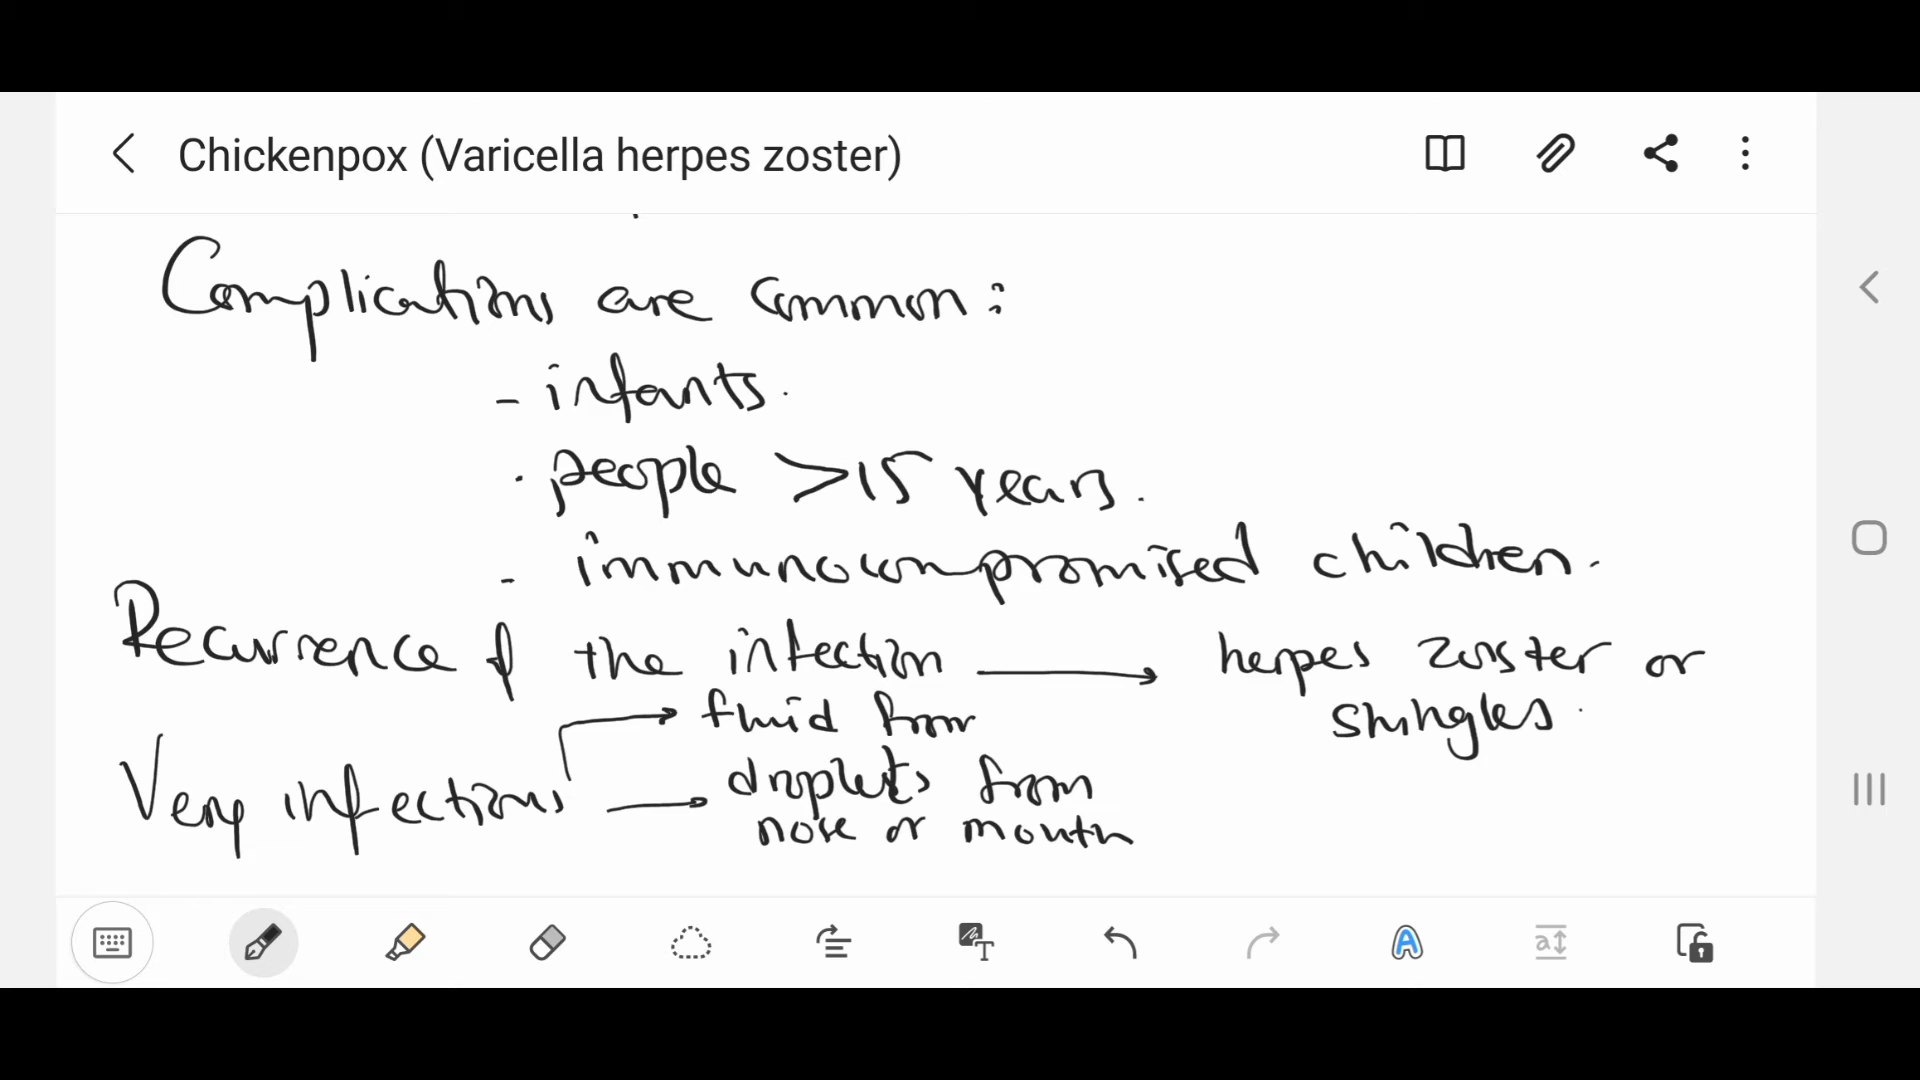 Chickenpox (Varicella herpes zoster)
Complications are common:
- infants.
. people >15 years.
- immunocompromised children.
Recurrence of the infection → herpes zoster or
shingles.
→ fluid from
Very infections → droplets from
nose or mouth